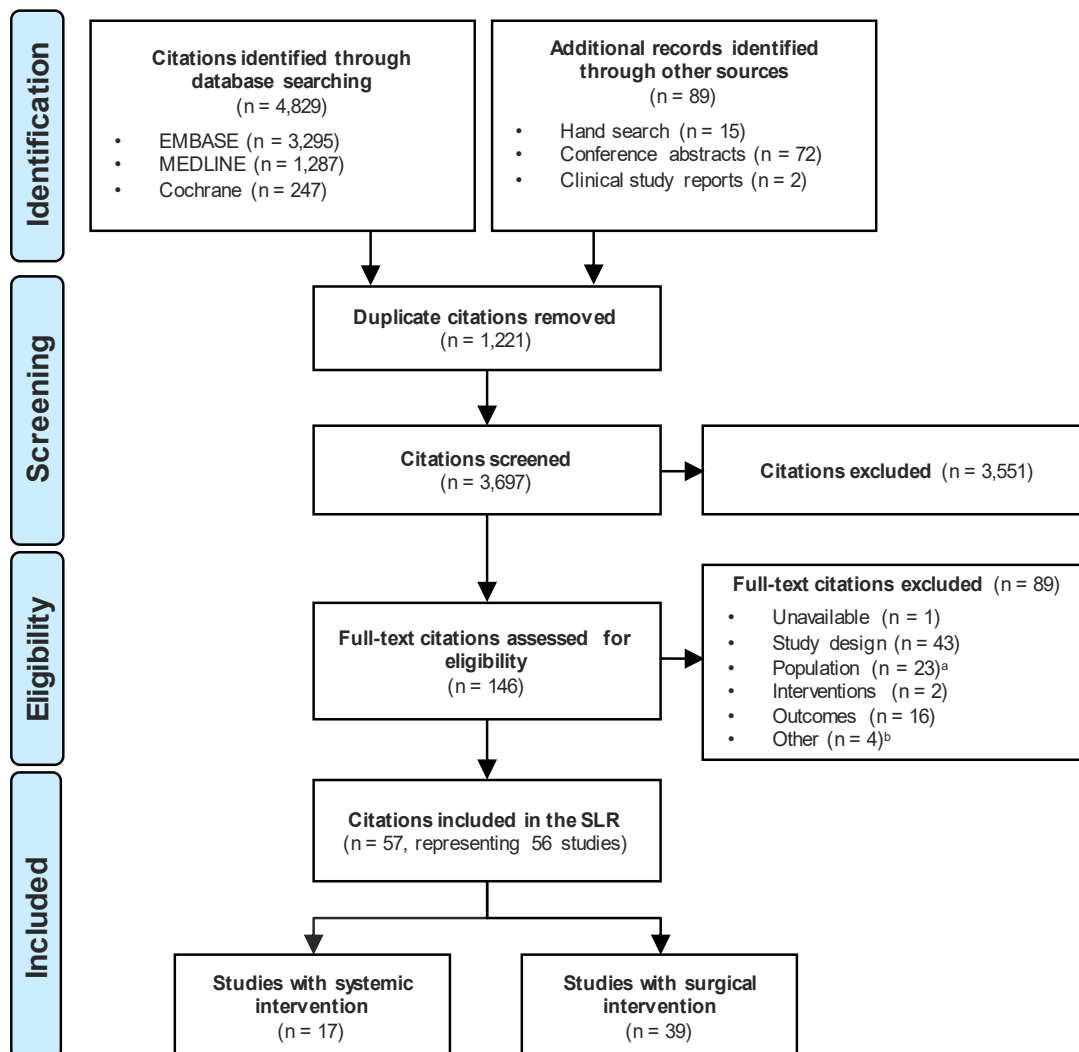 Identification
Citations identified through
database searching
(n = 4,829)
• EMBASE (n = 3,295)
• MEDLINE (n = 1,287)
• Cochrane (n = 247)
Additional records identified
through other sources
(n = 89)
• Hand search (n = 15)
• Conference abstracts (n = 72)
• Clinical study reports (n = 2)
Screening
Duplicate citations removed
(n = 1,221)
Citations screened
(n = 3,697)
Citations excluded (n = 3,551)
Eligibility
Full-text citations assessed for
eligibility
(n = 146)
Full-text citations excluded (n = 89)
• Unavailable (n = 1)
• Study design (n = 43)
• Population (n = 23)ᵃ
• Interventions (n = 2)
• Outcomes (n = 16)
• Other (n = 4)ᵇ
Included
Citations included in the SLR
(n = 57, representing 56 studies)
Studies with systemic
intervention
(n = 17)
Studies with surgical
intervention
(n = 39)